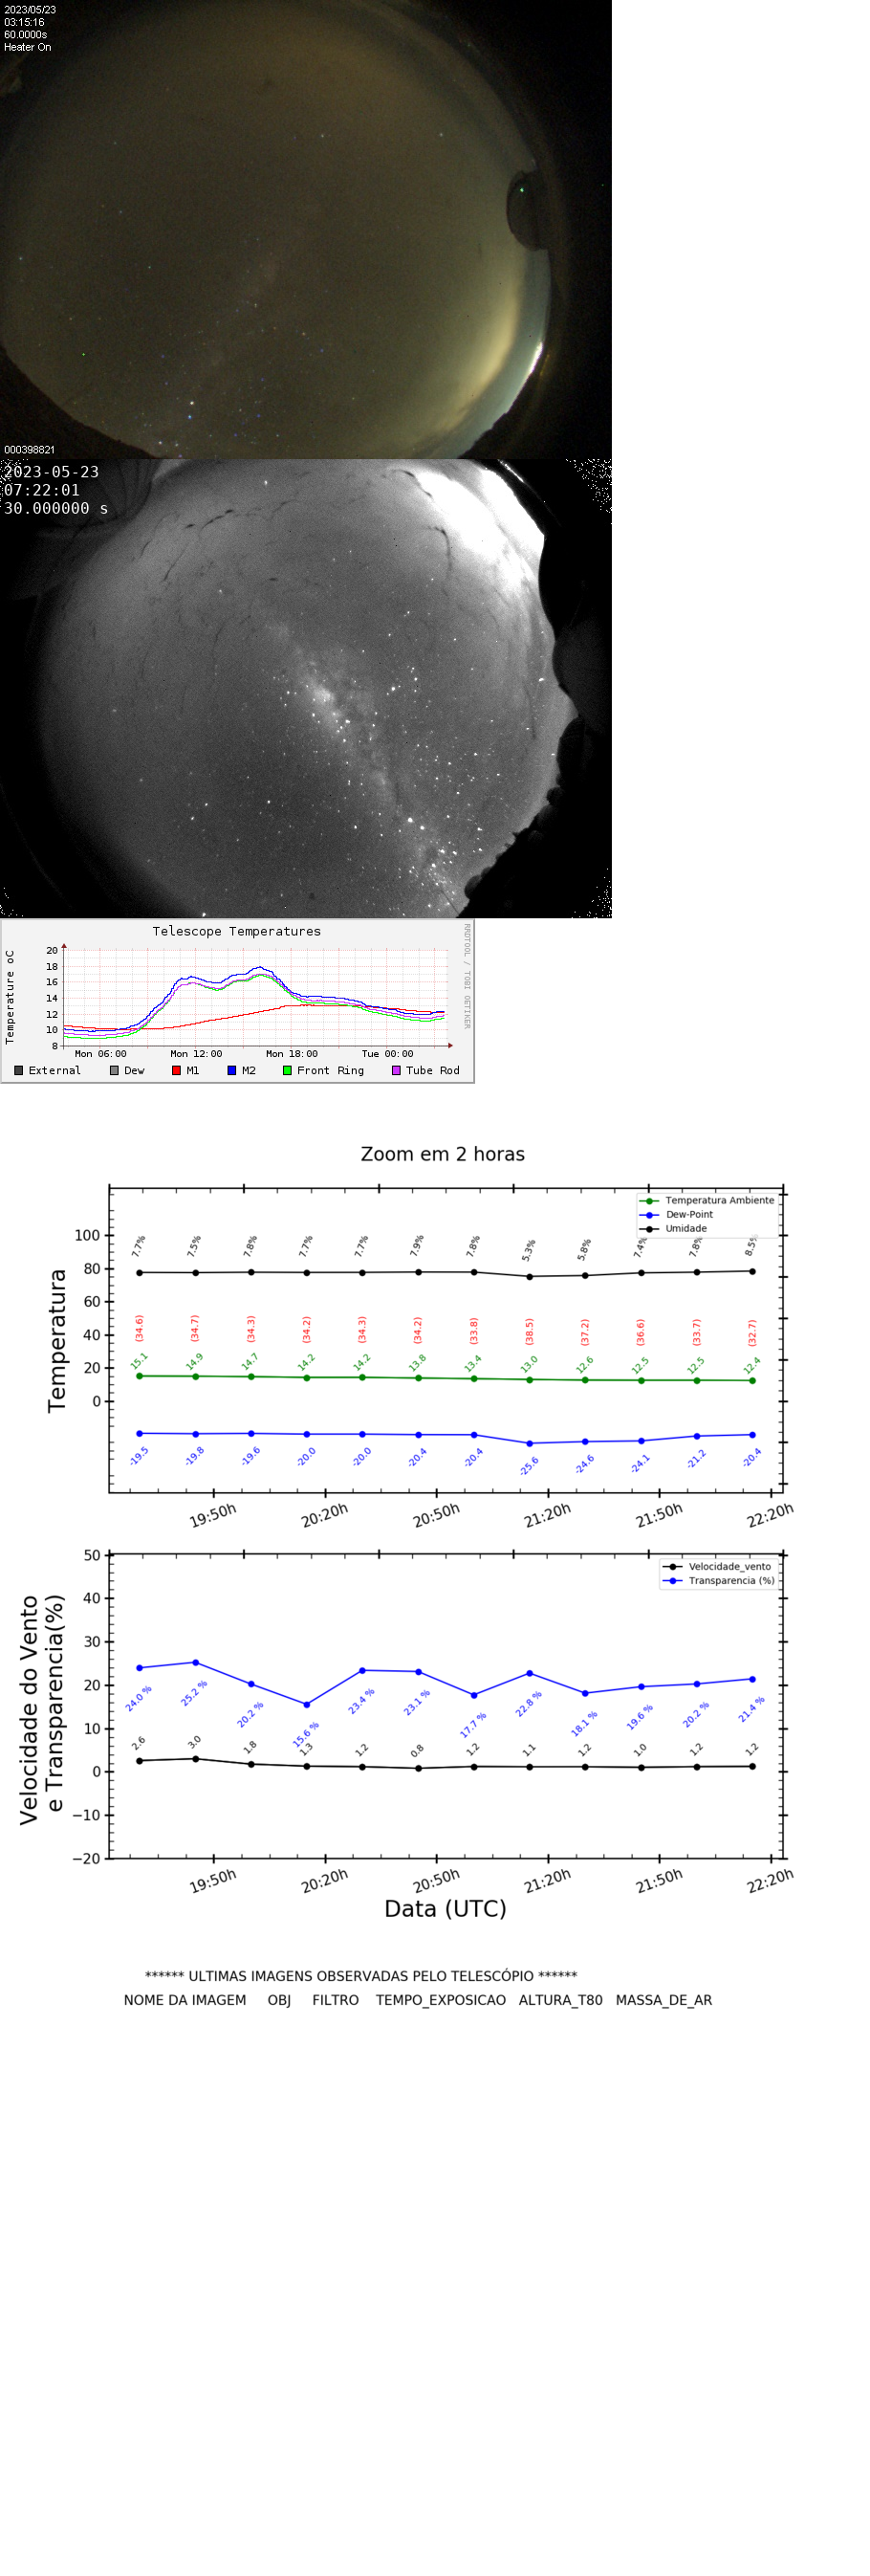 2023/05/23
03:15:16
60.0000s
Heater On
000398821
2023-05-23
07:22:01
30.000000 s
Telescope Temperatures
RRDTOOL / TOBI OETIKER
Temperature oC
20
18
16
14
12
10
8
Mon 06:00 Mon 12:00 Mon 18:00 Tue 00:00
External Dew M1 M2 Front Ring Tube Rod
Zoom em 2 horas
Temperatura Ambiente
Dew-Point
Umidade
Temperatura
100
80
60
40
20
0
7.7% 7.5% 7.8% 7.7% 7.7% 7.9% 7.8% 5.3% 5.8% 7.4% 7.8% 8.5%
(34.6) (34.7) (34.3) (34.2) (34.3) (34.2) (33.8) (38.5) (37.2) (36.6) (33.7) (32.7)
15.1 14.9 14.7 14.2 14.2 13.8 13.4 13.0 12.6 12.5 12.5 12.4
-19.5 -19.8 -19.6 -20.0 -20.0 -20.4 -20.4 -25.6 -24.6 -24.1 -21.2 -20.4
19:50h 20:20h 20:50h 21:20h 21:50h 22:20h
Velocidade_vento
Transparencia (%)
Velocidade do Vento
e Transparencia(%)
50
40
30
20
10
0
−10
−20
24.0 % 25.2 % 20.2 % 15.6 % 23.4 % 23.1 % 17.7 % 22.8 % 18.1 % 19.6 % 20.2 % 21.4 %
2.6 3.0 1.8 1.3 1.2 0.8 1.2 1.1 1.2 1.0 1.2 1.2
19:50h 20:20h 20:50h 21:20h 21:50h 22:20h
Data (UTC)
****** ULTIMAS IMAGENS OBSERVADAS PELO TELESCÓPIO ******
NOME DA IMAGEM OBJ FILTRO TEMPO_EXPOSICAO ALTURA_T80 MASSA_DE_AR